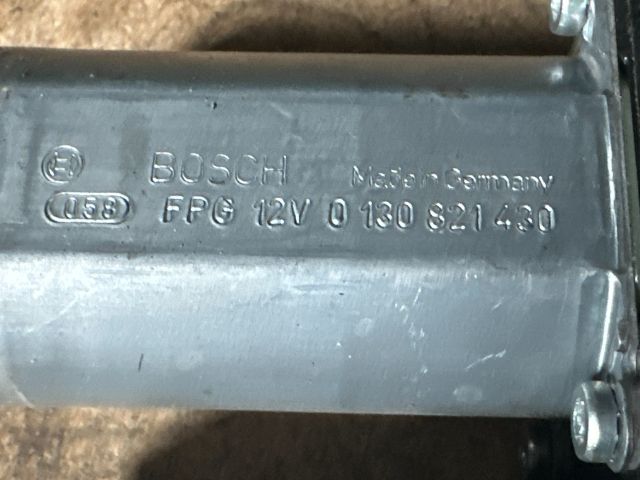 BOSCH Made in Germany
058 FPG 12V 0 130 821 430